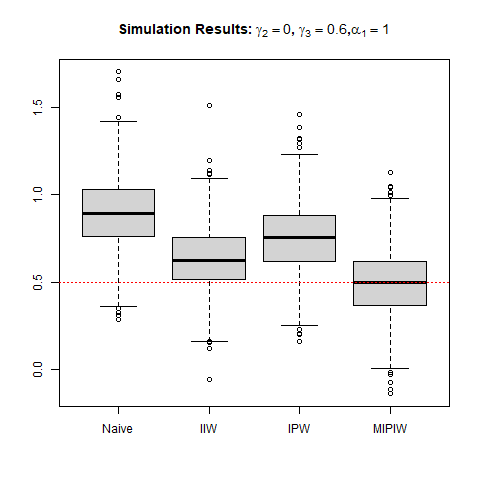 Simulation Results: γ₂ = 0, γ₃ = 0.6,α₁ = 1
1.5
1.0
0.5
0.0
Naive IIW IPW MIPIW